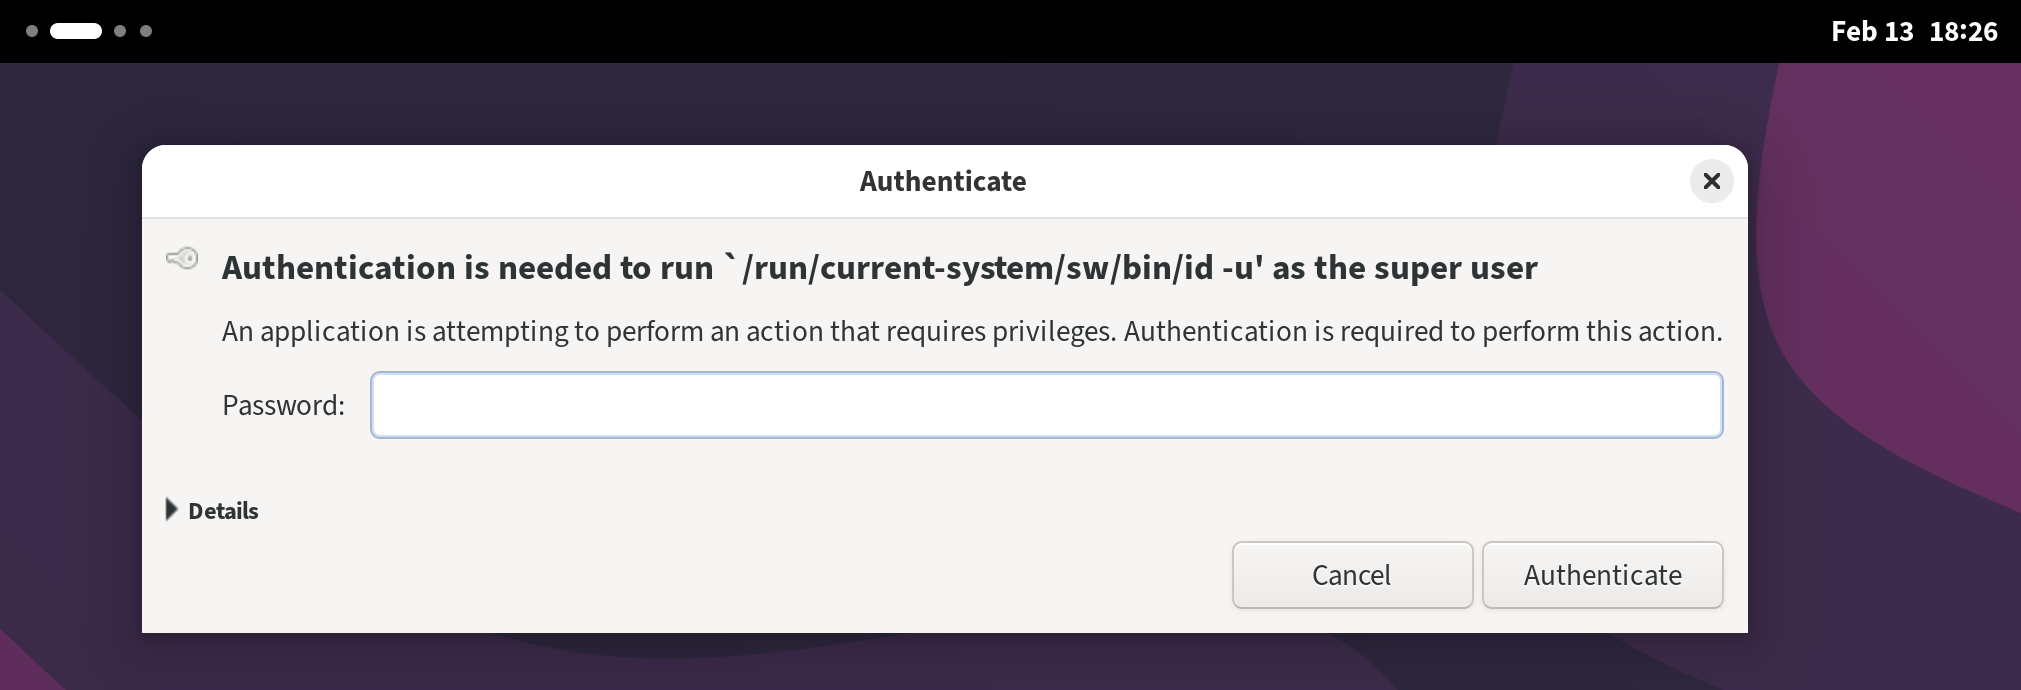 Feb 13 18:26
Authenticate
Authentication is needed to run `/run/current-system/sw/bin/id -u' as the super user
An application is attempting to perform an action that requires privileges. Authentication is required to perform this action.
Password:
Details
Cancel Authenticate